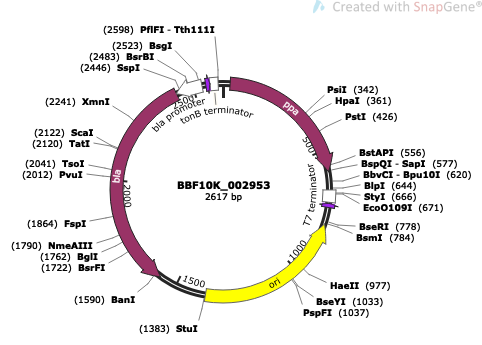 Created with SnapGene®
(2598) PflFI - Tth111I
(2523) BsgI
(2483) BsrBI
(2446) SspI
(2241) XmnI
(2122) ScaI
(2120) TatI
(2041) TsoI
(2012) PvuI
(1864) FspI
(1790) NmeAIII
(1762) BglI
(1722) BsrFI
(1590) BanI
(1383) StuI
PsiI (342)
HpaI (361)
PstI (426)
BstAPI (556)
BspQI - SapI (577)
BbvCI - Bpu10I (620)
BlpI (644)
StyI (666)
EcoO109I (671)
BseRI (778)
BsmI (784)
HaeII (977)
BseYI (1033)
PspFI (1037)
bla promoter
tonB terminator
ppa
T7 terminator
bla
ori
500
1000
1500
2000
2500
BBF10K_002953
2617 bp